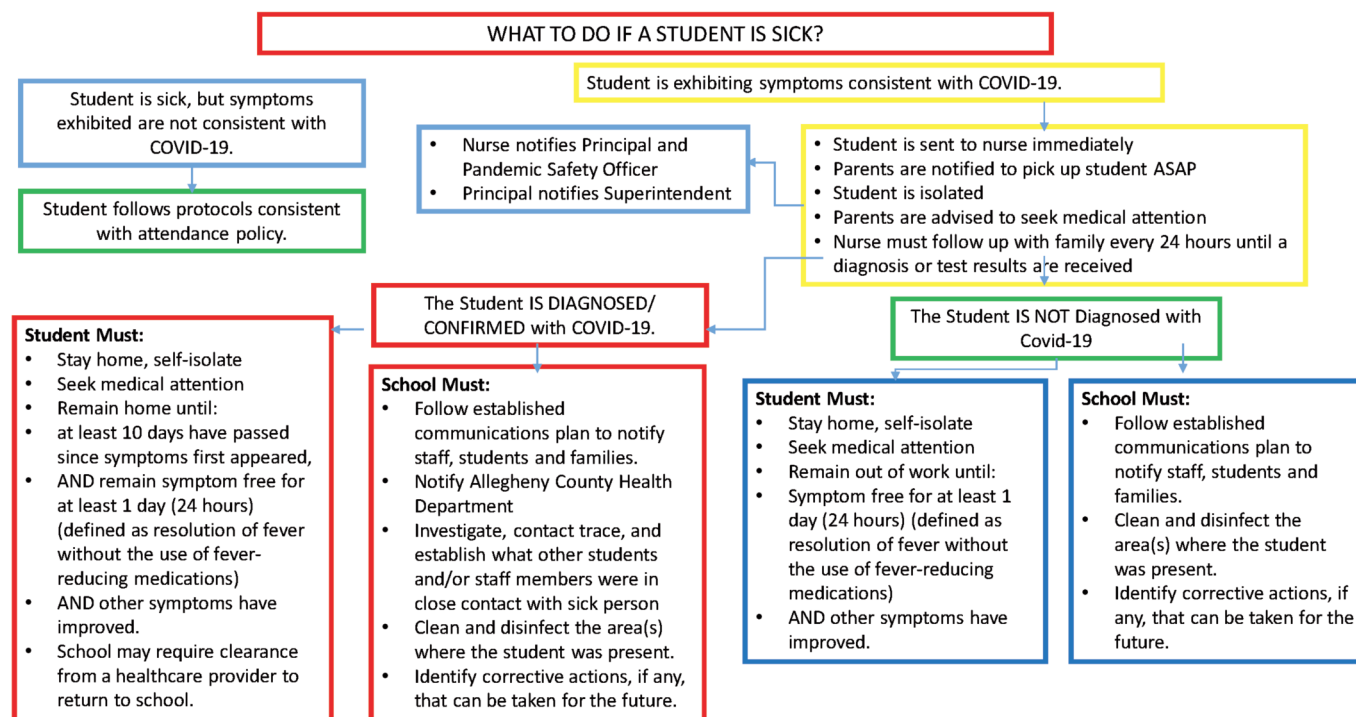 WHAT TO DO IF A STUDENT IS SICK?
Student is sick, but symptoms
exhibited are not consistent with
COVID-19.
Student follows protocols consistent
with attendance policy.
Student is exhibiting symptoms consistent with COVID-19.
• Student is sent to nurse immediately
• Parents are notified to pick up student ASAP
• Student is isolated
• Parents are advised to seek medical attention
• Nurse must follow up with family every 24 hours until a
diagnosis or test results are received
• Nurse notifies Principal and
Pandemic Safety Officer
• Principal notifies Superintendent
The Student IS DIAGNOSED/
CONFIRMED with COVID-19.
Student Must:
• Stay home, self-isolate
• Seek medical attention
• Remain home until:
• at least 10 days have passed
since symptoms first appeared,
• AND remain symptom free for
at least 1 day (24 hours)
(defined as resolution of fever
without the use of fever-
reducing medications)
• AND other symptoms have
improved.
• School may require clearance
from a healthcare provider to
return to school.
School Must:
• Follow established
communications plan to notify
staff, students and families.
• Notify Allegheny County Health
Department
• Investigate, contact trace, and
establish what other students
and/or staff members were in
close contact with sick person
• Clean and disinfect the area(s)
where the student was present.
• Identify corrective actions, if any,
that can be taken for the future.
The Student IS NOT Diagnosed with
Covid-19
Student Must:
• Stay home, self-isolate
• Seek medical attention
• Remain out of work until:
• Symptom free for at least 1
day (24 hours) (defined as
resolution of fever without
the use of fever-reducing
medications)
• AND other symptoms have
improved.
School Must:
• Follow established
communications plan to
notify staff, students and
families.
• Clean and disinfect the
area(s) where the student
was present.
• Identify corrective actions, if
any, that can be taken for the
future.